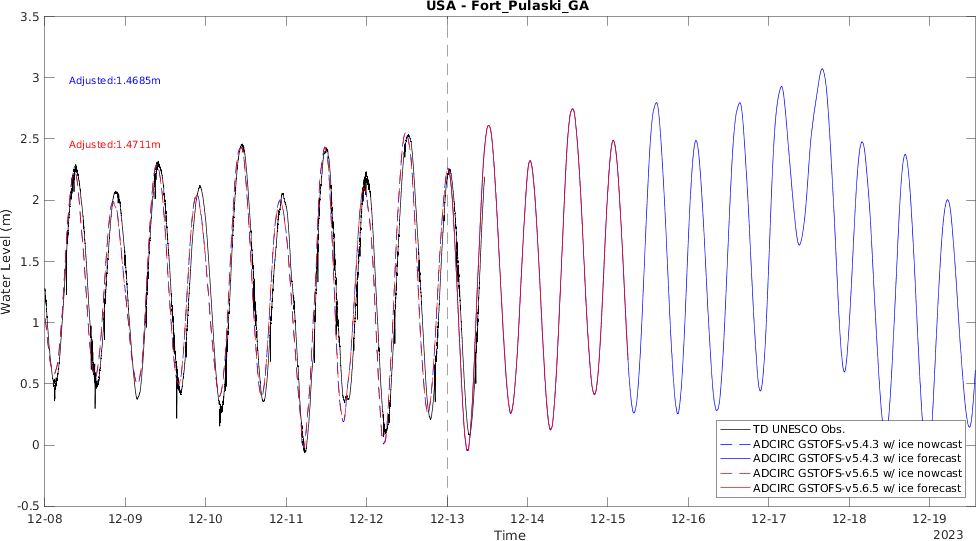 USA - Fort_Pulaski_GA
3.5
3
2.5
2
1.5
1
0.5
0
-0.5
Water Level (m)
Adjusted:1.4685m
Adjusted:1.4711m
TD UNESCO Obs.
ADCIRC GSTOFS-v5.4.3 w/ ice nowcast
ADCIRC GSTOFS-v5.4.3 w/ ice forecast
ADCIRC GSTOFS-v5.6.5 w/ ice nowcast
ADCIRC GSTOFS-v5.6.5 w/ ice forecast
12-08 12-09 12-10 12-11 12-12 12-13 12-14 12-15 12-16 12-17 12-18 12-19
Time
2023